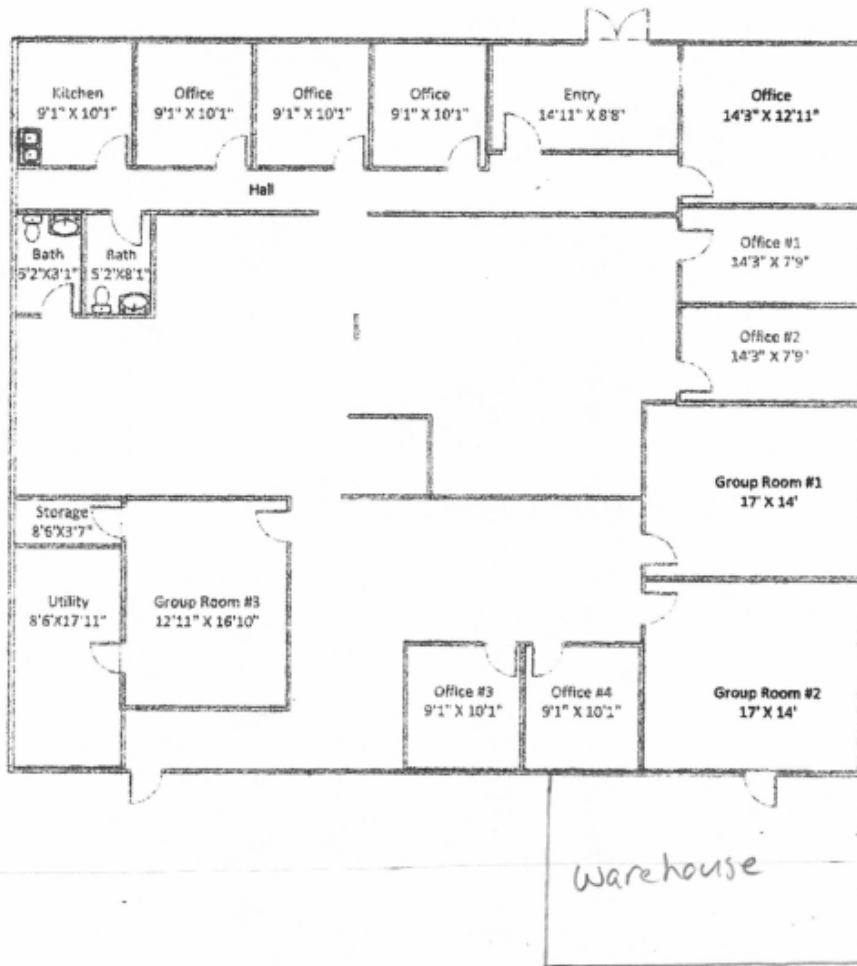 Kitchen
9'1" X 10'1"
Office
9'1" X 10'1"
Office
9'1" X 10'1"
Office
9'1" X 10'1"
Entry
14'11" X 8'8"
Office
14'3" X 12'11"
Hall
Bath
5'2"X3'1"
Bath
5'2"X8'1"
Office #1
14'3" X 7'9"
Office #2
14'3" X 7'9'
Group Room #1
17' X 14'
Storage
8'6"X3'7"
Utility
8'6"X17'11"
Group Room #3
12'11" X 16'10"
Office #3
9'1" X 10'1"
Office #4
9'1" X 10'1"
Group Room #2
17' X 14'
warehouse